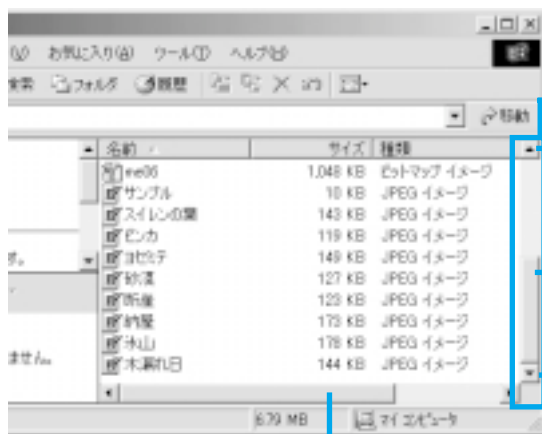 (V) お気に入り(A) ツール(T) ヘルプ(H)
検索 フォルダ 履歴
移動
名前 サイズ 種類
me06 1,048 KB ビットマップ イメージ
サンプル 10 KB JPEG イメージ
スイレンの葉 143 KB JPEG イメージ
ビンカ 119 KB JPEG イメージ
ヨセミテ 149 KB JPEG イメージ
す。
砂漠 127 KB JPEG イメージ
断崖 123 KB JPEG イメージ
納屋 173 KB JPEG イメージ
氷山 178 KB JPEG イメージ
ません。
木漏れ日 144 KB JPEG イメージ
6.79 MB マイ コンピュータ